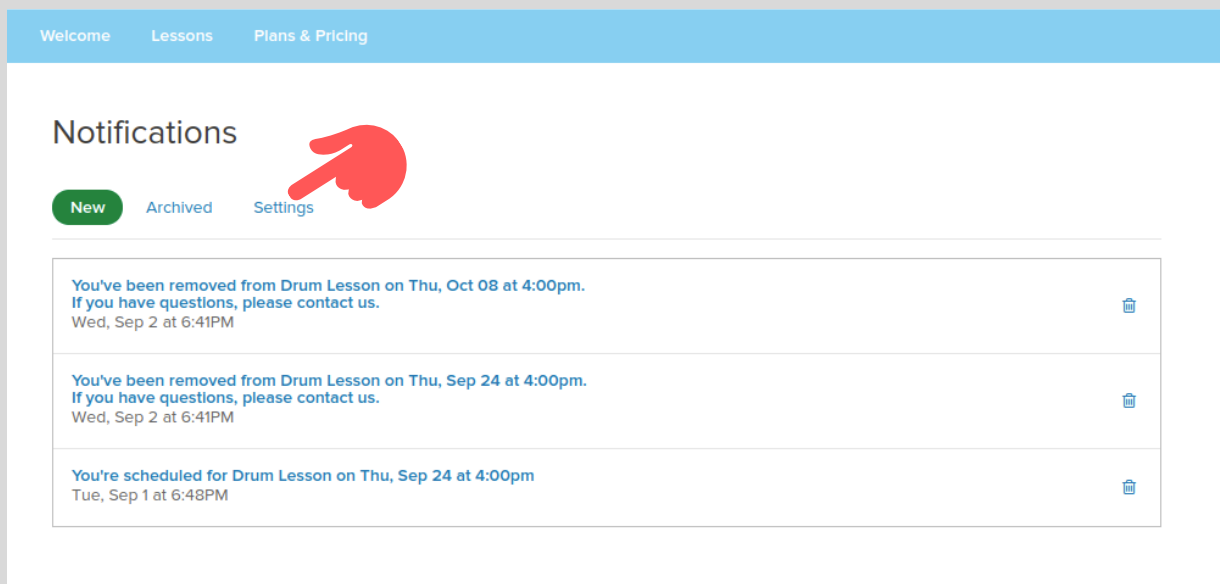 Welcome Lessons Plans & Pricing
Notifications
New Archived Settings
You've been removed from Drum Lesson on Thu, Oct 08 at 4:00pm.
If you have questions, please contact us.
Wed, Sep 2 at 6:41PM
You've been removed from Drum Lesson on Thu, Sep 24 at 4:00pm.
If you have questions, please contact us.
Wed, Sep 2 at 6:41PM
You're scheduled for Drum Lesson on Thu, Sep 24 at 4:00pm
Tue, Sep 1 at 6:48PM